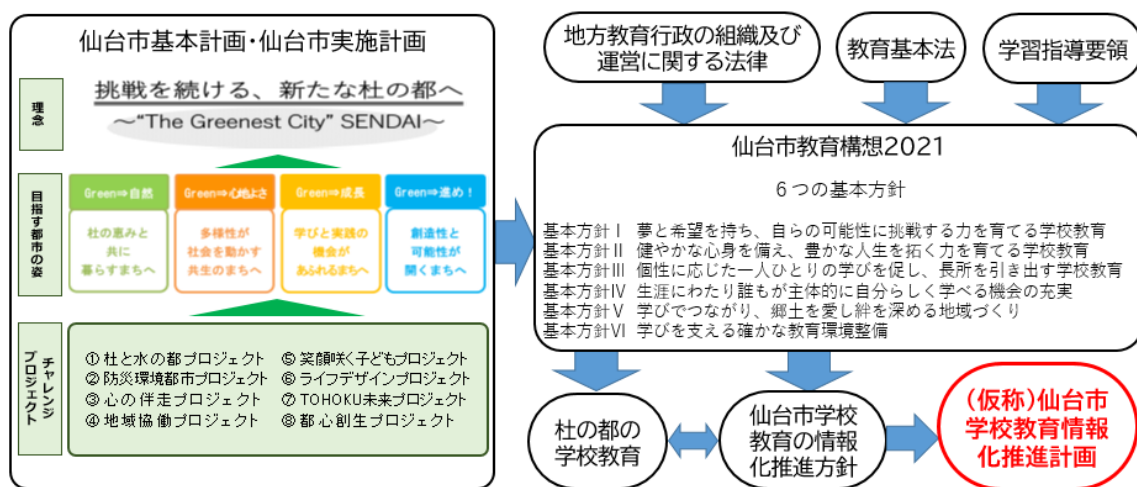 仙台市基本計画・仙台市実施計画
理念
挑戦を続ける、新たな杜の都へ
～“The Greenest City” SENDAI～
目指す都市の姿
Green⇒自然
杜の恵みと
共に
暮らすまちへ
Green⇒心地よさ
多様性が
社会を動かす
共生のまちへ
Green⇒成長
学びと実践の
機会が
あふれるまちへ
Green⇒進め！
創造性と
可能性が
開くまちへ
チャレンジ
プロジェクト
①杜と水の都プロジェクト
②防災環境都市プロジェクト
③心の伴走プロジェクト
④地域協働プロジェクト
⑤笑顔咲く子どもプロジェクト
⑥ライフデザインプロジェクト
⑦TOHOKU未来プロジェクト
⑧都心創生プロジェクト
地方教育行政の組織及び
運営に関する法律
教育基本法
学習指導要領
仙台市教育構想2021
6つの基本方針
基本方針Ⅰ 夢と希望を持ち、自らの可能性に挑戦する力を育てる学校教育
基本方針Ⅱ 健やかな心身を備え、豊かな人生を拓く力を育てる学校教育
基本方針Ⅲ 個性に応じた一人ひとりの学びを促し、長所を引き出す学校教育
基本方針Ⅳ 生涯にわたり誰もが主体的に自分らしく学べる機会の充実
基本方針Ⅴ 学びでつながり、郷土を愛し絆を深める地域づくり
基本方針Ⅵ 学びを支える確かな教育環境整備
杜の都の
学校教育
仙台市学校
教育の情報
化推進方針
（仮称）仙台市
学校教育情報
化推進計画